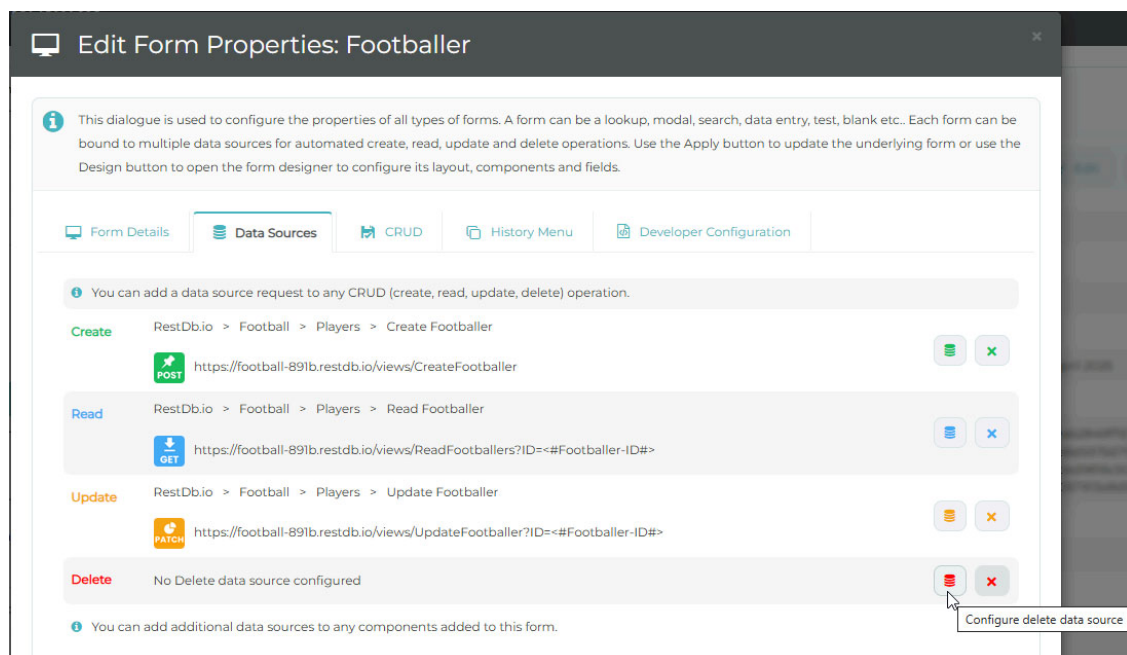 Edit Form Properties: Footballer
×
This dialogue is used to configure the properties of all types of forms. A form can be a lookup, modal, search, data entry, test, blank etc.. Each form can be
bound to multiple data sources for automated create, read, update and delete operations. Use the Apply button to update the underlying form or use the
Design button to open the form designer to configure its layout, components and fields.
Form Details Data Sources CRUD History Menu Developer Configuration
You can add a data source request to any CRUD (create, read, update, delete) operation.
Create RestDb.io > Football > Players > Create Footballer
POST https://football-891b.restdb.io/views/CreateFootballer
Read RestDb.io > Football > Players > Read Footballer
GET https://football-891b.restdb.io/views/ReadFootballers?ID=<#Footballer-ID#>
Update RestDb.io > Football > Players > Update Footballer
PATCH https://football-891b.restdb.io/views/UpdateFootballer?ID=<#Footballer-ID#>
Delete No Delete data source configured
Configure delete data source
You can add additional data sources to any components added to this form.